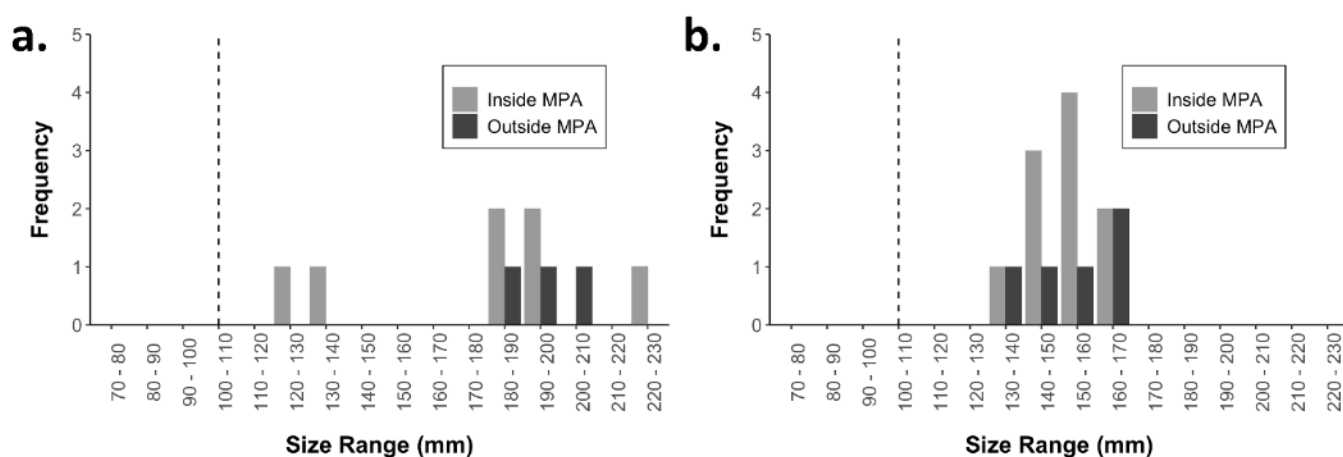 a.
Frequency
5
4
3
2
1
0
Inside MPA
Outside MPA
70 - 80
80 - 90
90 - 100
100 - 110
110 - 120
120 - 130
130 - 140
140 - 150
150 - 160
160 - 170
170 - 180
180 - 190
190 - 200
200 - 210
210 - 220
220 - 230
Size Range (mm)
b.
Frequency
5
4
3
2
1
0
Inside MPA
Outside MPA
70 - 80
80 - 90
90 - 100
100 - 110
110 - 120
120 - 130
130 - 140
140 - 150
150 - 160
160 - 170
170 - 180
180 - 190
190 - 200
200 - 210
210 - 220
220 - 230
Size Range (mm)